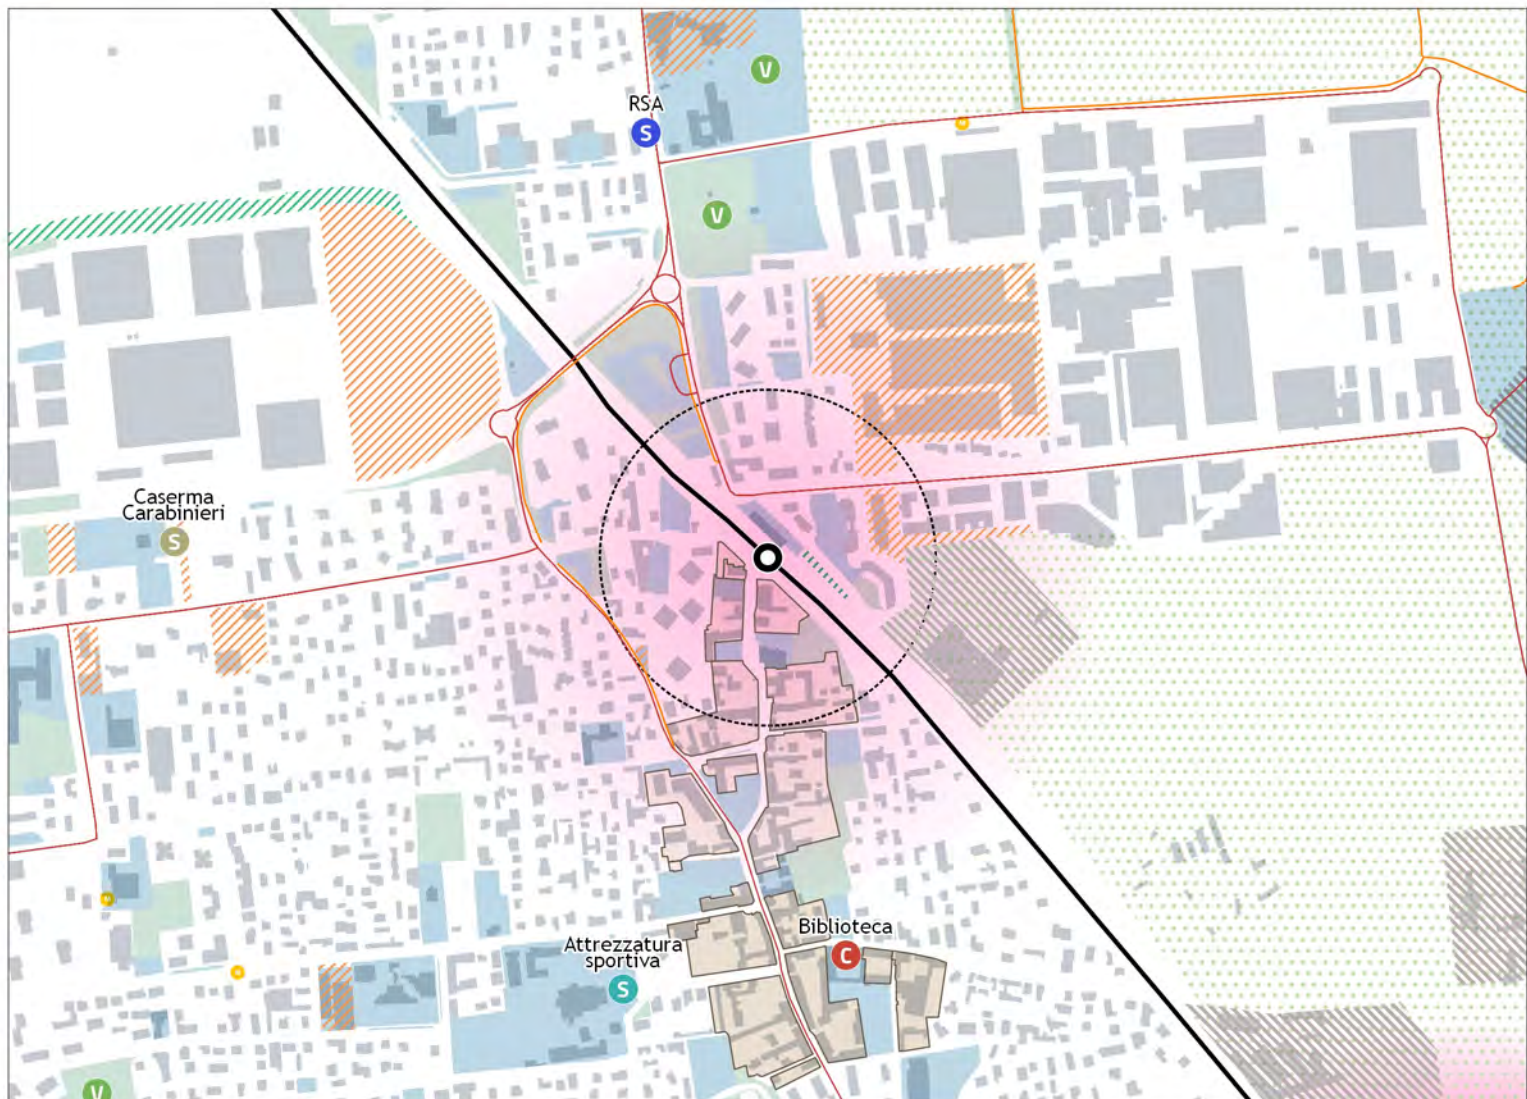 V
RSA
S
V
Caserma
Carabinieri
S
Biblioteca
C
Attrezzatura
sportiva
S
V